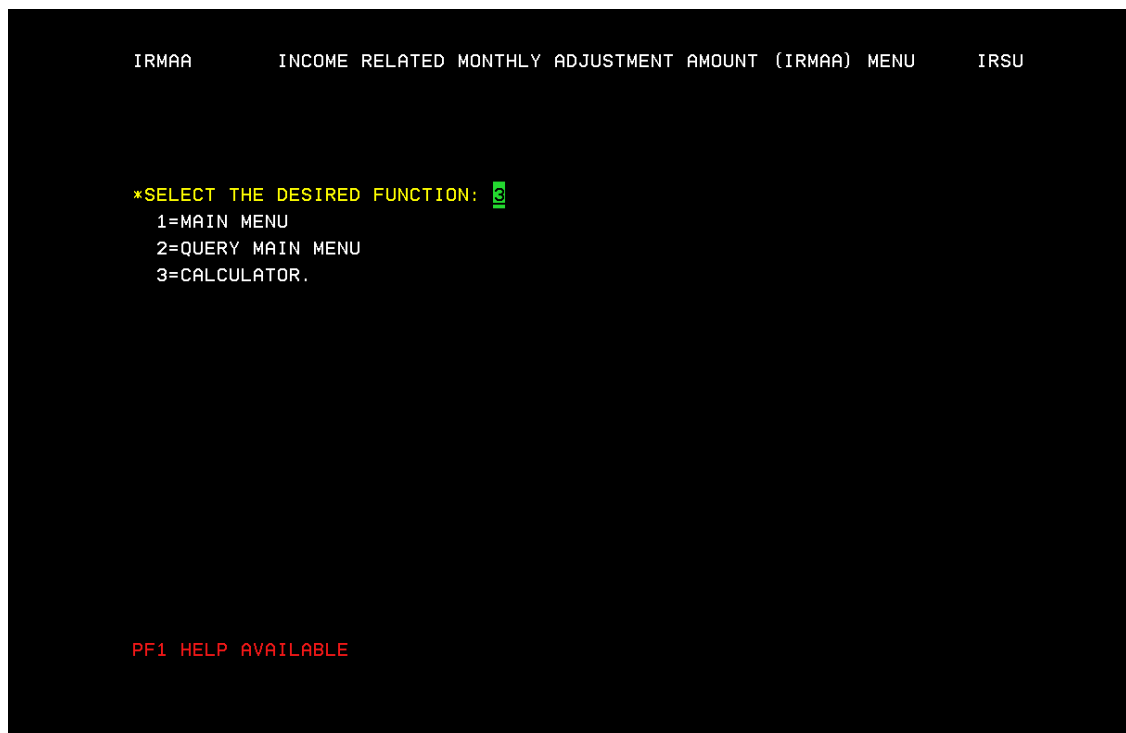 IRMAA INCOME RELATED MONTHLY ADJUSTMENT AMOUNT (IRMAA) MENU IRSU
*SELECT THE DESIRED FUNCTION: 3
1=MAIN MENU
2=QUERY MAIN MENU
3=CALCULATOR.
PF1 HELP AVAILABLE